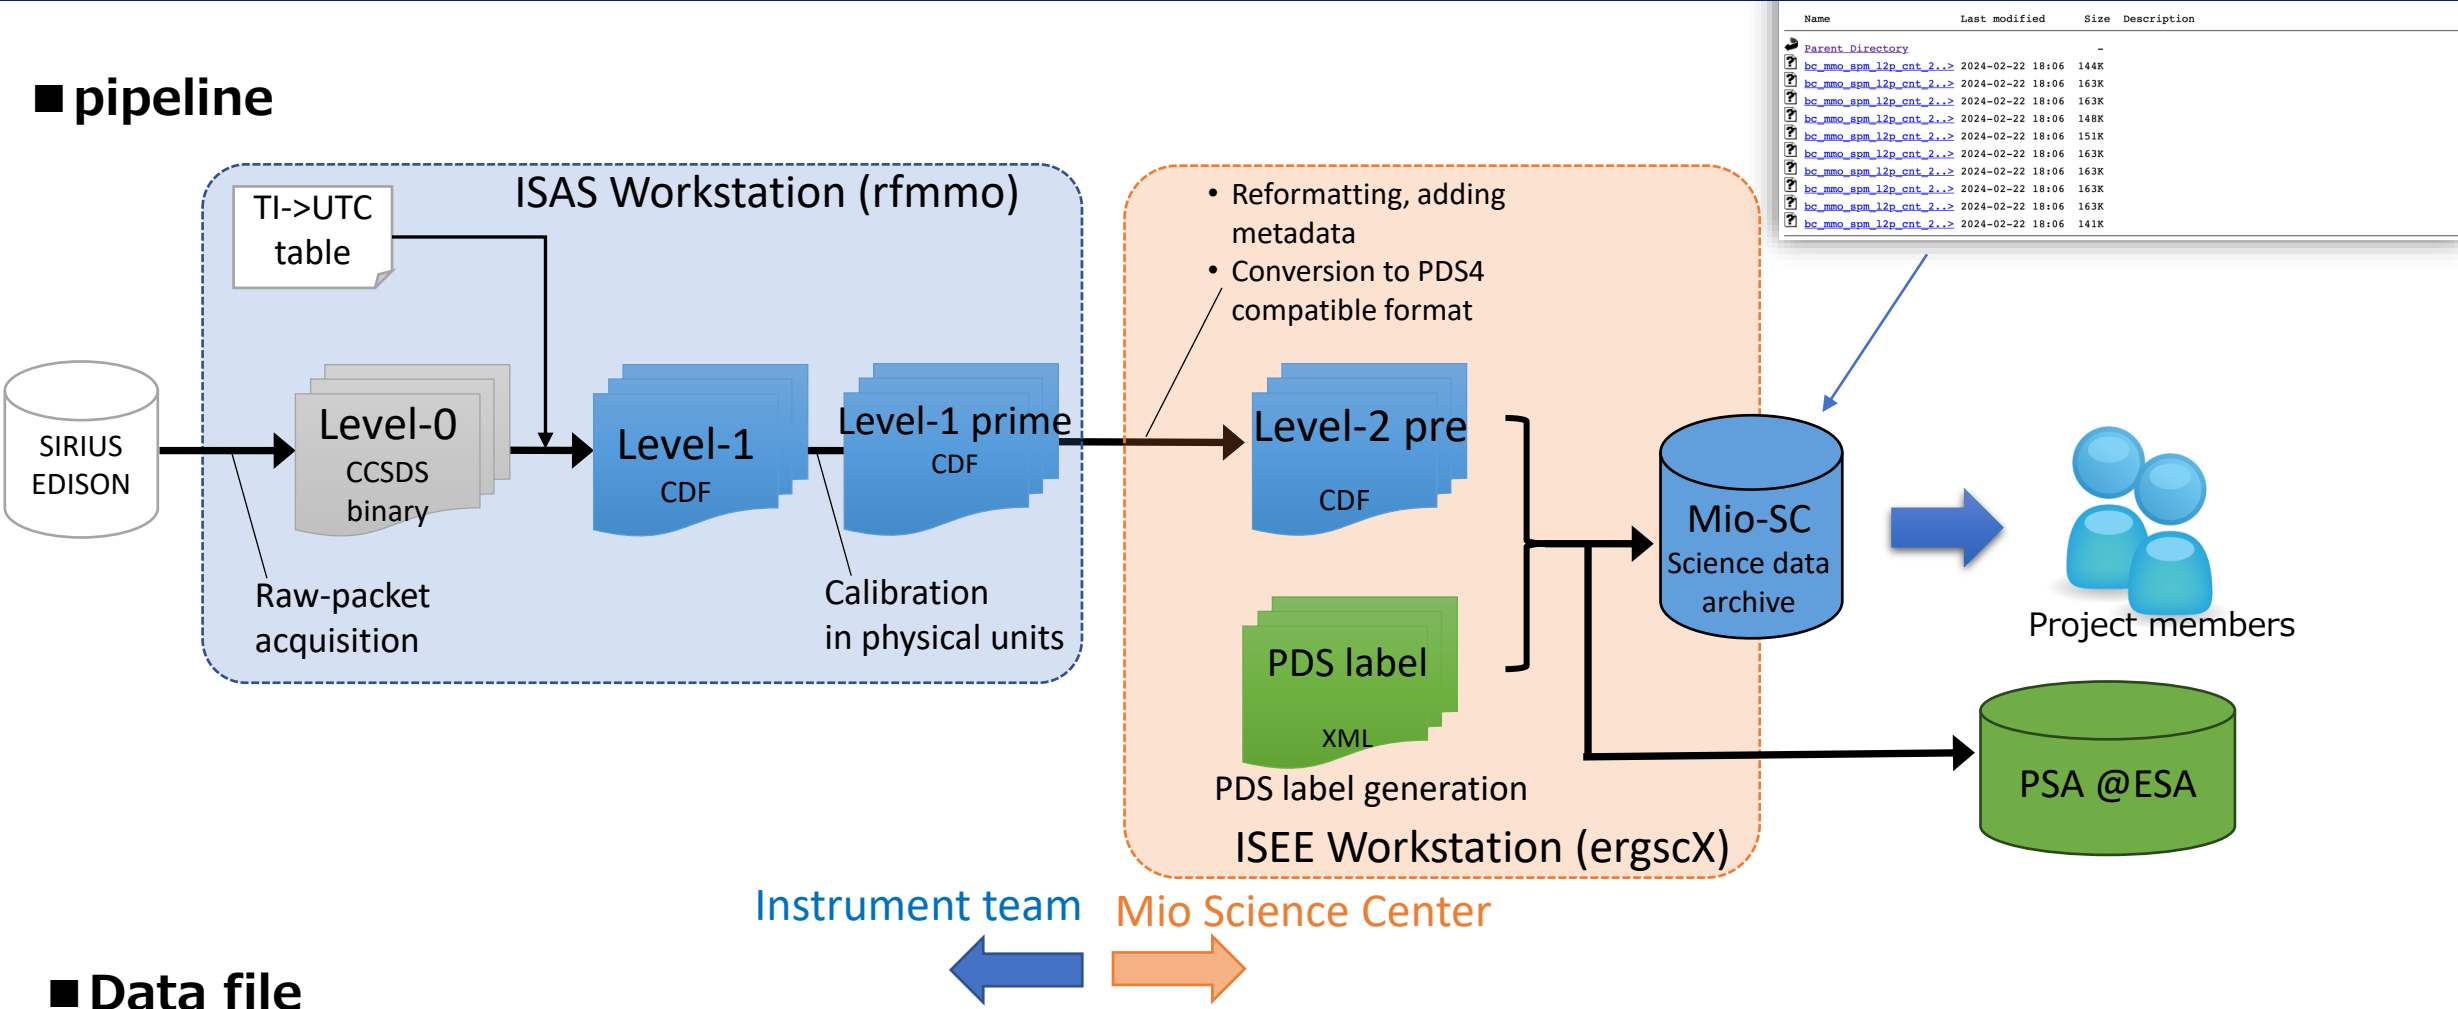 Name Last modified Size Description
Parent Directory -
bc_mmo_spm_l2p_cnt_2..> 2024-02-22 18:06 144K
bc_mmo_spm_l2p_cnt_2..> 2024-02-22 18:06 163K
bc_mmo_spm_l2p_cnt_2..> 2024-02-22 18:06 163K
bc_mmo_spm_l2p_cnt_2..> 2024-02-22 18:06 148K
bc_mmo_spm_l2p_cnt_2..> 2024-02-22 18:06 151K
bc_mmo_spm_l2p_cnt_2..> 2024-02-22 18:06 163K
bc_mmo_spm_l2p_cnt_2..> 2024-02-22 18:06 163K
bc_mmo_spm_l2p_cnt_2..> 2024-02-22 18:06 163K
bc_mmo_spm_l2p_cnt_2..> 2024-02-22 18:06 163K
bc_mmo_spm_l2p_cnt_2..> 2024-02-22 18:06 141K
■ pipeline
ISAS Workstation (rfmmo)
TI->UTC
table
SIRIUS
EDISON
Level-0
CCSDS
binary
Level-1
CDF
Level-1 prime
CDF
Raw-packet
acquisition
Calibration
in physical units
• Reformatting, adding
metadata
• Conversion to PDS4
compatible format
Level-2 pre
CDF
PDS label
XML
PDS label generation
ISEE Workstation (ergscX)
Mio-SC
Science data
archive
Project members
PSA @ESA
Instrument team
Mio Science Center
■ Data file